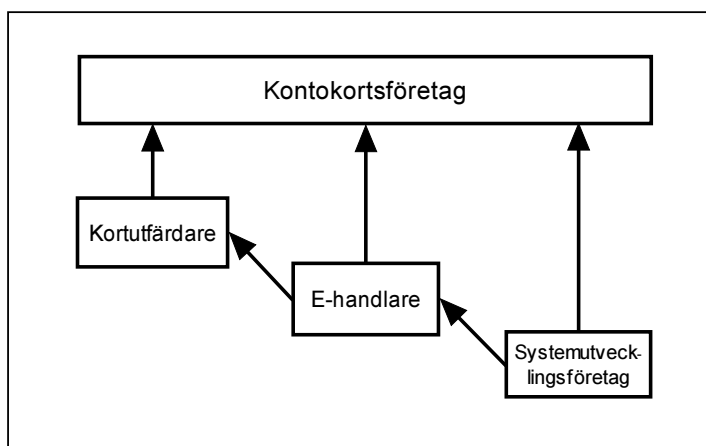 Kontokortsföretag
Kortutfärdare
E-handlare
Systemutveck-
lingsföretag